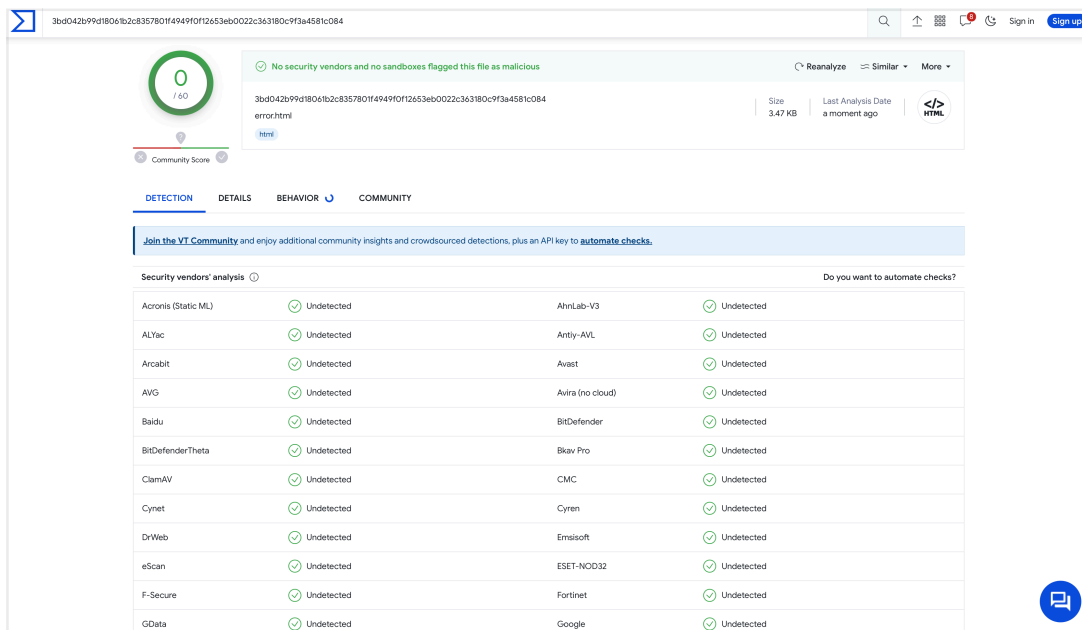 3bd042b99d18061b2c8357801f4949f0f12653eb0022c363180c9f3a4581c084
8
Sign in
Sign up
0
/ 60
Community Score
No security vendors and no sandboxes flagged this file as malicious
Reanalyze
Similar
More
3bd042b99d18061b2c8357801f4949f0f12653eb0022c363180c9f3a4581c084
error.html
html
Size
3.47 KB
Last Analysis Date
a moment ago
</>
HTML
DETECTION DETAILS BEHAVIOR COMMUNITY
Join the VT Community and enjoy additional community insights and crowdsourced detections, plus an API key to automate checks.
Security vendors' analysis Do you want to automate checks?
Acronis (Static ML) Undetected AhnLab-V3 Undetected
ALYac Undetected Antiy-AVL Undetected
Arcabit Undetected Avast Undetected
AVG Undetected Avira (no cloud) Undetected
Baidu Undetected BitDefender Undetected
BitDefenderTheta Undetected Bkav Pro Undetected
ClamAV Undetected CMC Undetected
Cynet Undetected Cyren Undetected
DrWeb Undetected Emsisoft Undetected
eScan Undetected ESET-NOD32 Undetected
F-Secure Undetected Fortinet Undetected
GData Undetected Google Undetected